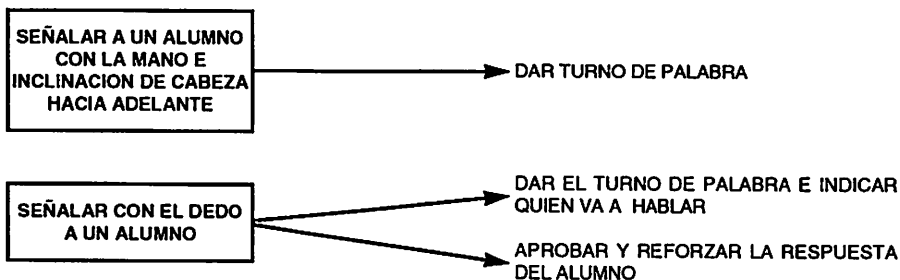 SEÑALAR A UN ALUMNO
CON LA MANO E
INCLINACION DE CABEZA
HACIA ADELANTE
DAR TURNO DE PALABRA
SEÑALAR CON EL DEDO
A UN ALUMNO
DAR EL TURNO DE PALABRA E INDICAR
QUIEN VA A HABLAR
APROBAR Y REFORZAR LA RESPUESTA
DEL ALUMNO